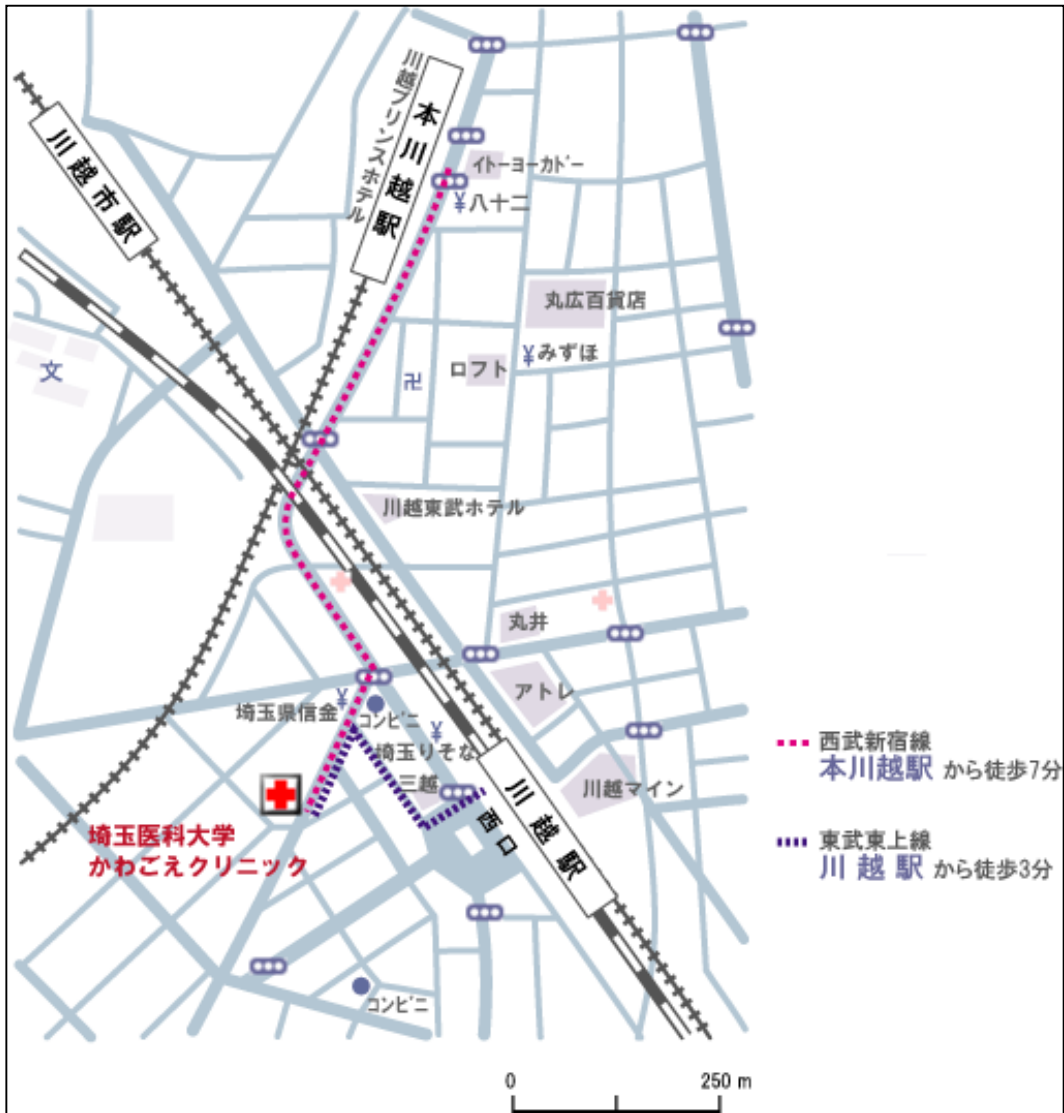 川越プリンスホテル
本川越駅
川越市駅
イトーヨーカドー
¥八十二
丸広百貨店
¥みずほ
ロフト
卍
文
川越東武ホテル
丸井
アトレ
埼玉県信金
¥
コンビニ
¥
埼玉りそな
三越
川越マイン
川越駅
西口
埼玉医科大学
かわごえクリニック
コンビニ
西武新宿線
本川越駅 から徒歩7分
東武東上線
川越駅 から徒歩3分
0 250 m